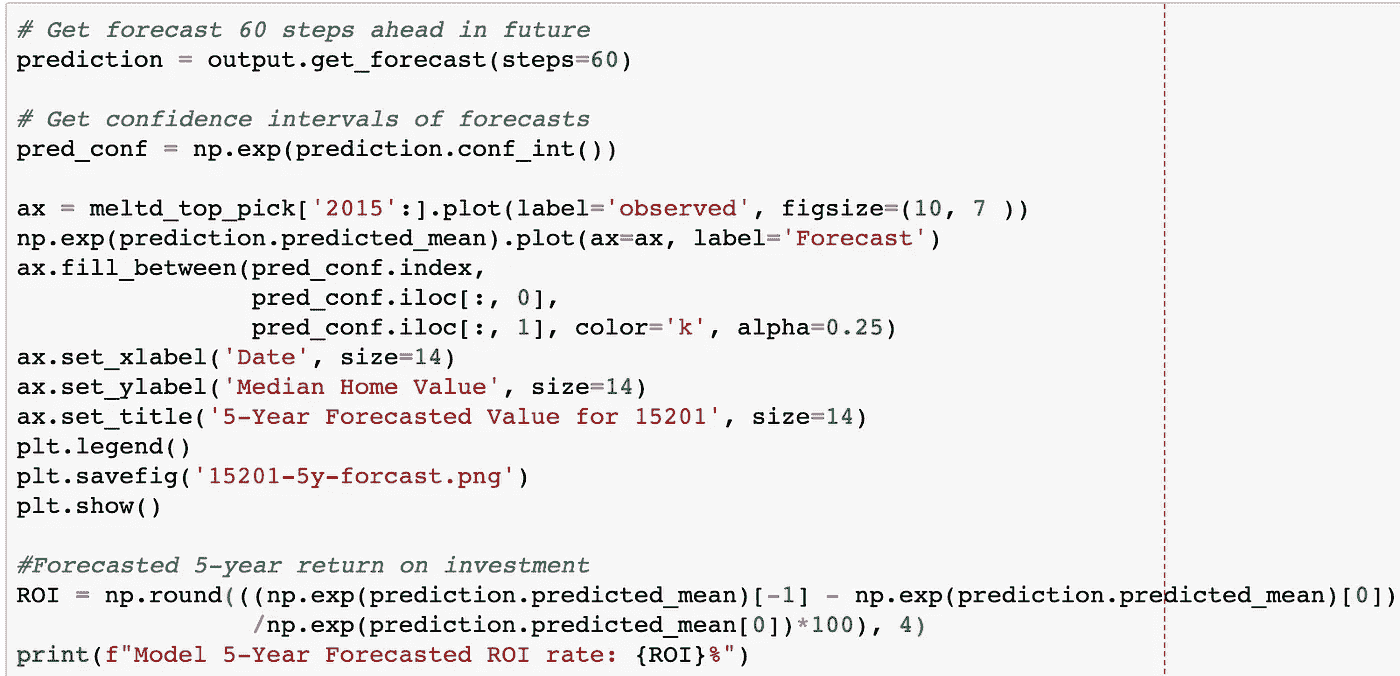 # Get forecast 60 steps ahead in future
prediction = output.get_forecast(steps=60)
# Get confidence intervals of forecasts
pred_conf = np.exp(prediction.conf_int())
ax = meltd_top_pick['2015':].plot(label='observed', figsize=(10, 7 ))
np.exp(prediction.predicted_mean).plot(ax=ax, label='Forecast')
ax.fill_between(pred_conf.index,
                pred_conf.iloc[:, 0],
                pred_conf.iloc[:, 1], color='k', alpha=0.25)
ax.set_xlabel('Date', size=14)
ax.set_ylabel('Median Home Value', size=14)
ax.set_title('5-Year Forecasted Value for 15201', size=14)
plt.legend()
plt.savefig('15201-5y-forcast.png')
plt.show()
#Forecasted 5-year return on investment
ROI = np.round(((np.exp(prediction.predicted_mean)[-1] - np.exp(prediction.predicted_mean)[0])
                /np.exp(prediction.predicted_mean[0])*100), 4)
print(f"Model 5-Year Forecasted ROI rate: {ROI}%")